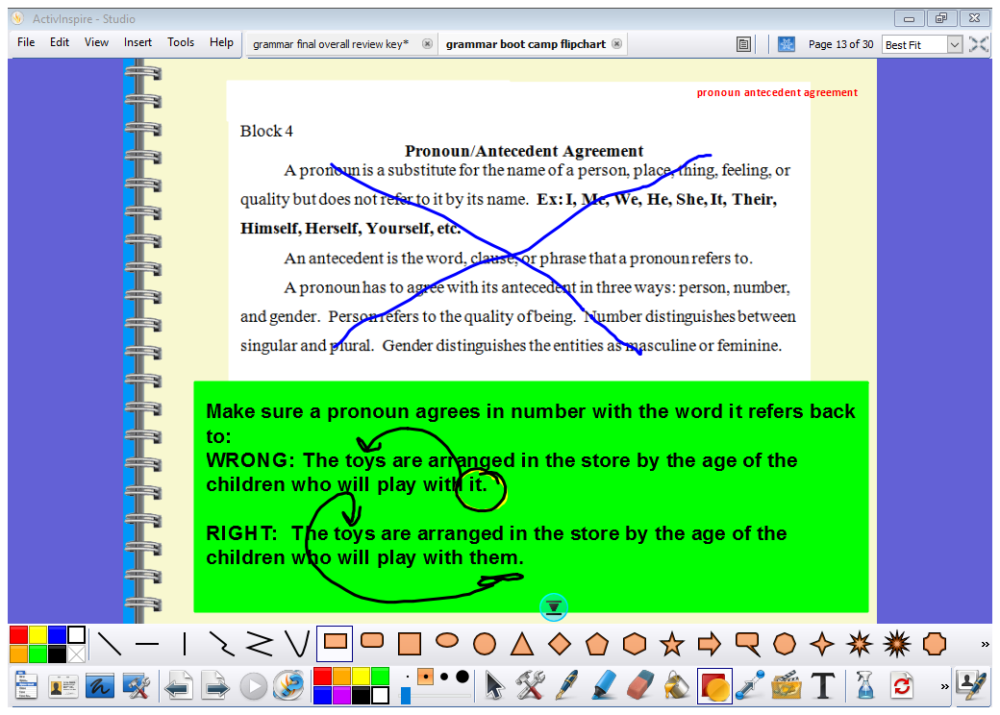 ActivInspire - Studio
File Edit View Insert Tools Help
grammar final overall review key*
grammar boot camp flipchart
Page 13 of 30
Best Fit
pronoun antecedent agreement
Block 4
Pronoun/Antecedent Agreement
A pronoun is a substitute for the name of a person, place, thing, feeling, or
quality but does not refer to it by its name. Ex: I, Me, We, He, She, It, Their,
Himself, Herself, Yourself, etc.
An antecedent is the word, clause, or phrase that a pronoun refers to.
A pronoun has to agree with its antecedent in three ways: person, number,
and gender. Person refers to the quality of being. Number distinguishes between
singular and plural. Gender distinguishes the entities as masculine or feminine.
Make sure a pronoun agrees in number with the word it refers back
to:
WRONG: The toys are arranged in the store by the age of the
children who will play with it.
RIGHT: The toys are arranged in the store by the age of the
children who will play with them.